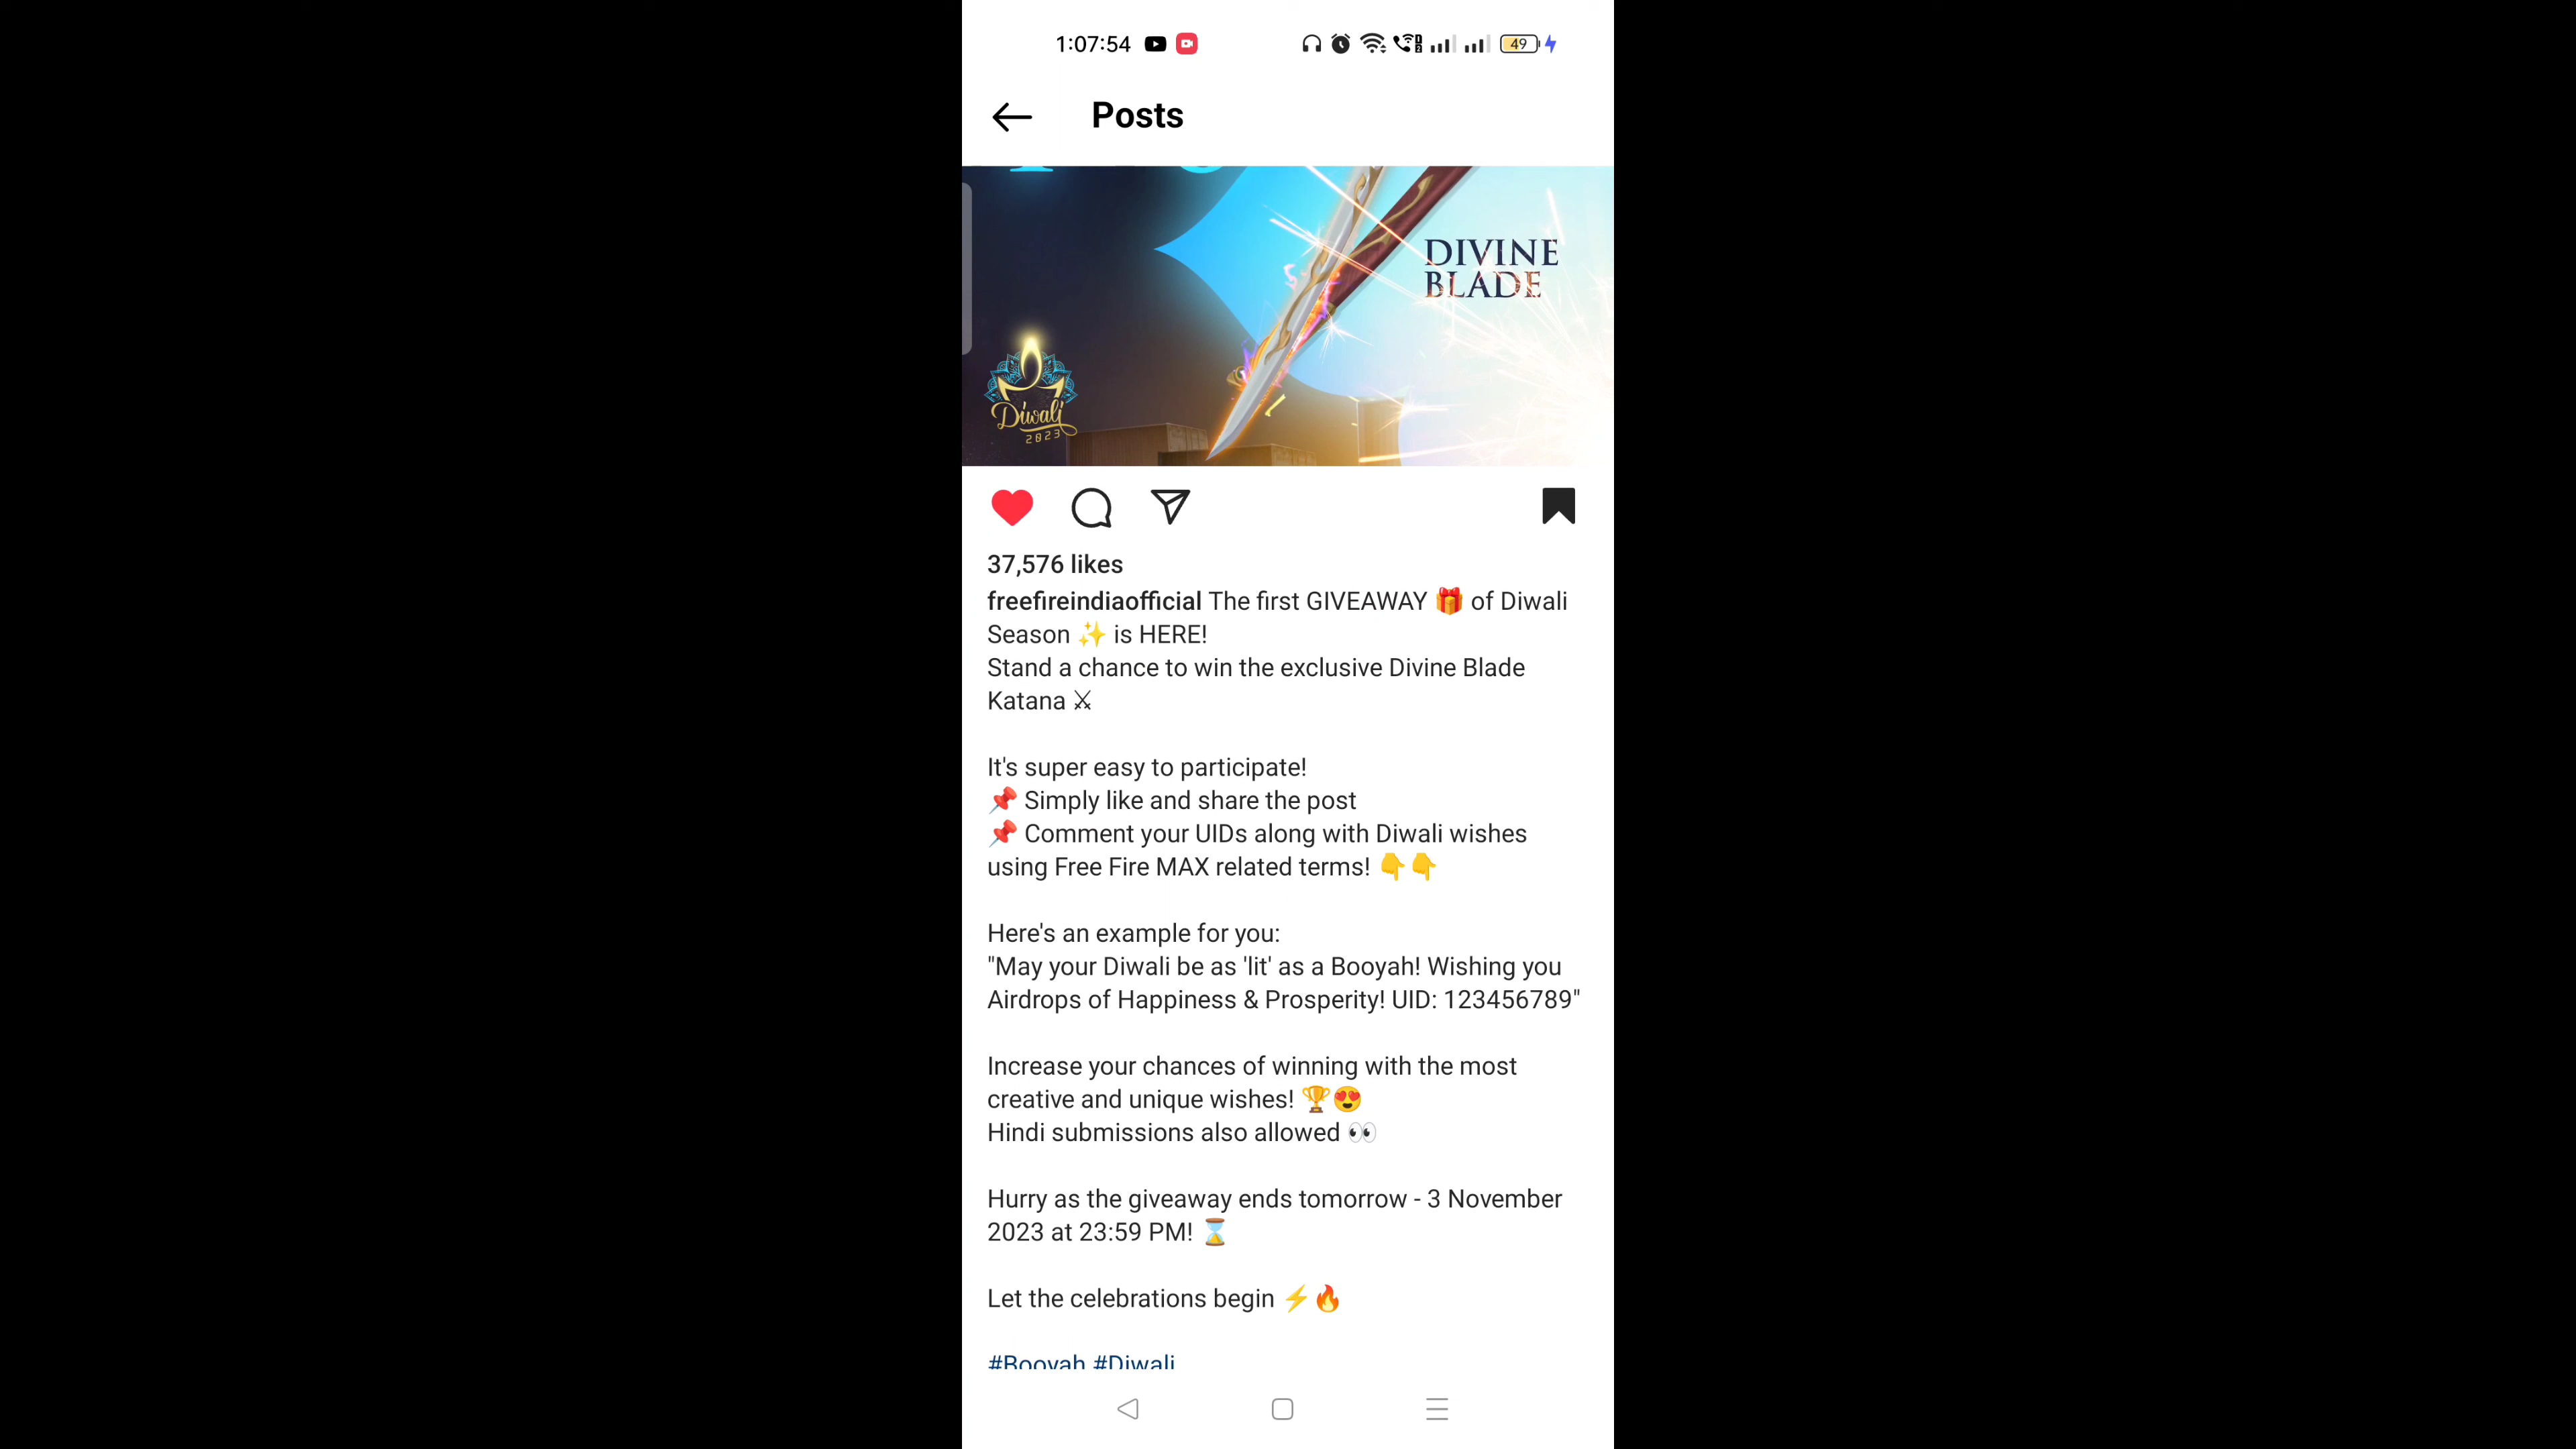 1:07:54
49
Posts
DIVINE
BLADE
Diwali
2023
37,576 likes
freefireindiaofficial The first GIVEAWAY 🎁 of Diwali
Season ✨ is HERE!
Stand a chance to win the exclusive Divine Blade
Katana ⚔
It's super easy to participate!
📌 Simply like and share the post
📌 Comment your UIDs along with Diwali wishes
using Free Fire MAX related terms! 👇👇
Here's an example for you:
"May your Diwali be as 'lit' as a Booyah! Wishing you
Airdrops of Happiness & Prosperity! UID: 123456789"
Increase your chances of winning with the most
creative and unique wishes! 🏆😍
Hindi submissions also allowed 👀
Hurry as the giveaway ends tomorrow - 3 November
2023 at 23:59 PM! ⌛
Let the celebrations begin ⚡🔥
#Booyah #Diwali